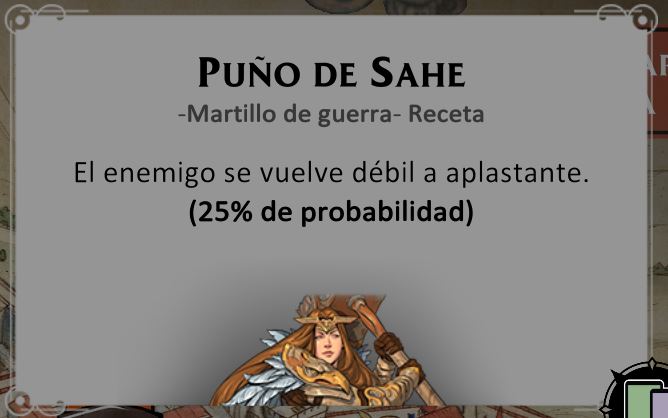 PUÑO DE SAHE
-Martillo de guerra- Receta
El enemigo se vuelve débil a aplastante.
(25% de probabilidad)